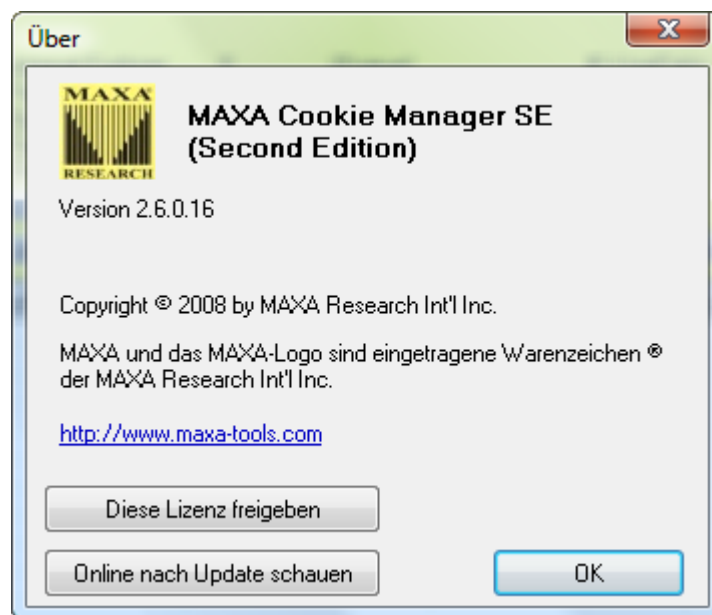 Über
MAXA
RESEARCH
MAXA Cookie Manager SE
(Second Edition)
Version 2.6.0.16
Copyright © 2008 by MAXA Research Int'l Inc.
MAXA und das MAXA-Logo sind eingetragene Warenzeichen ®
der MAXA Research Int'l Inc.
http://www.maxa-tools.com
Diese Lizenz freigeben
Online nach Update schauen
OK